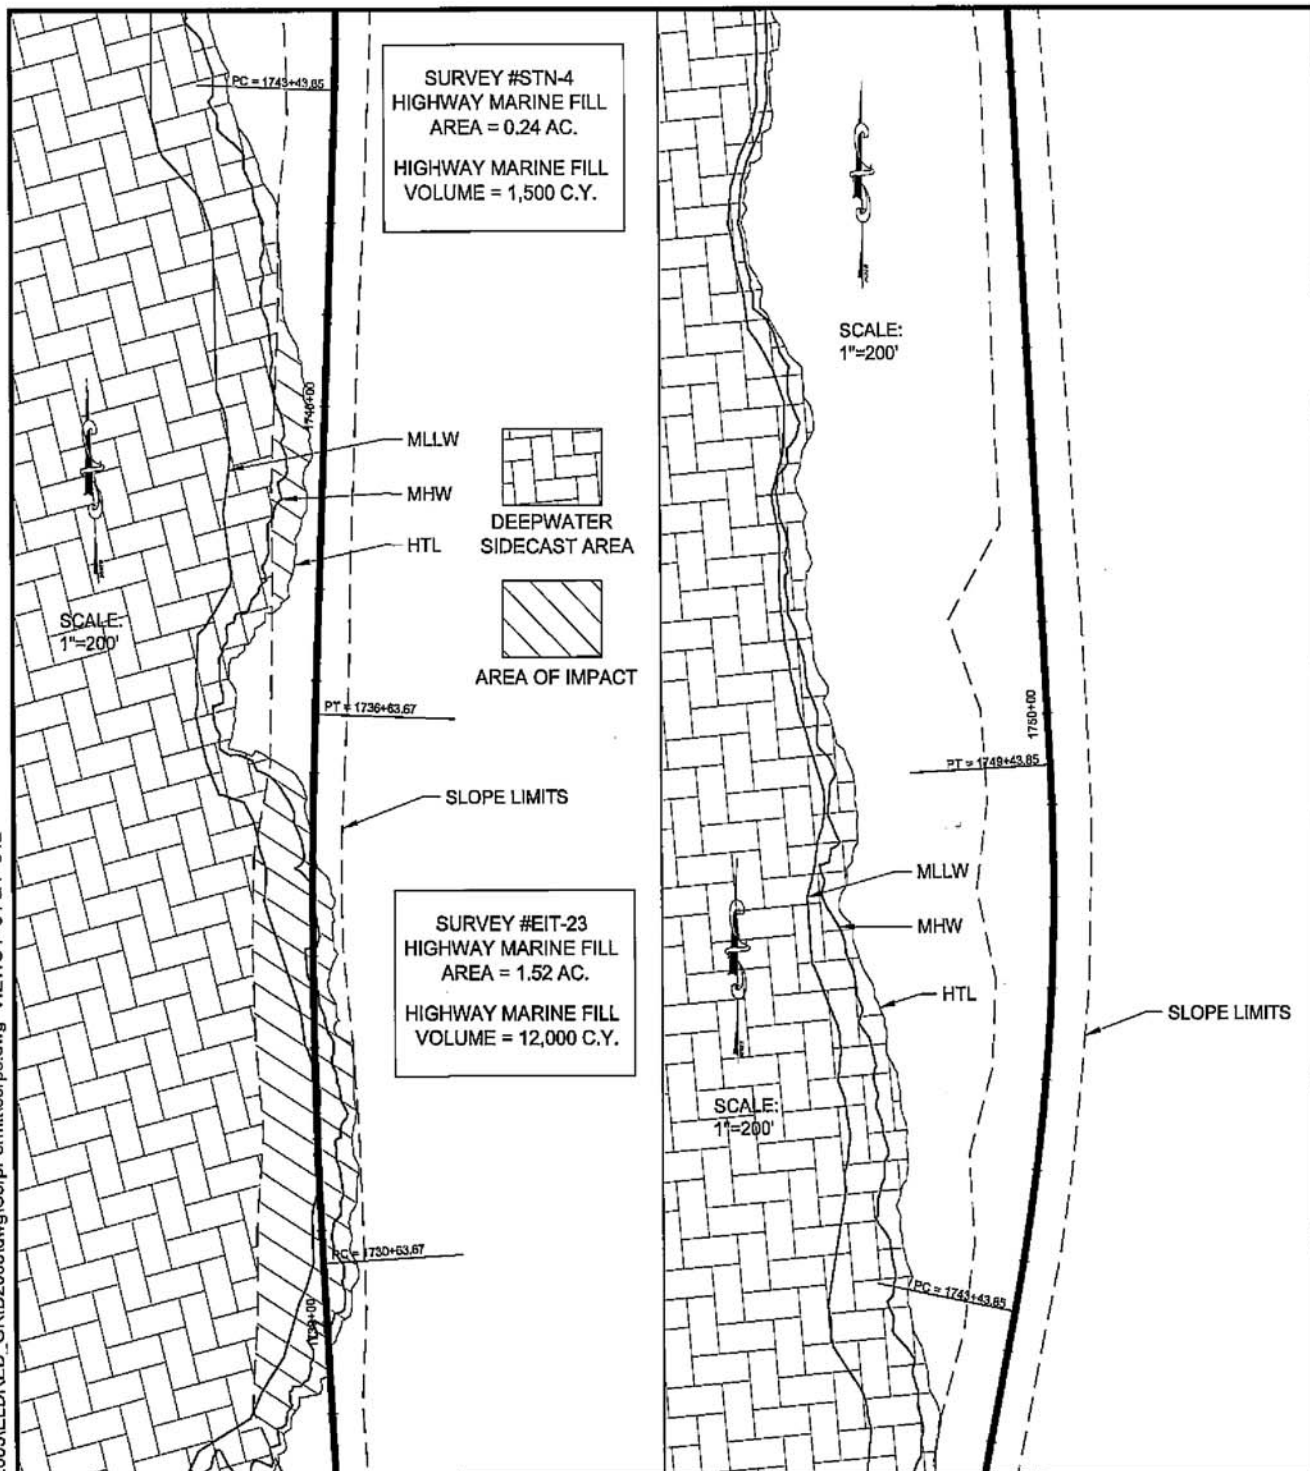 PC = 1743+43.85
SURVEY #STN-4
HIGHWAY MARINE FILL
AREA = 0.24 AC.
HIGHWAY MARINE FILL
VOLUME = 1,500 C.Y.
SCALE:
1"=200'
1740+00
MLLW
MHW
HTL
DEEPWATER
SIDECAST AREA
SCALE:
1"=200'
AREA OF IMPACT
PT = 1736+63.67
SLOPE LIMITS
SURVEY #EIT-23
HIGHWAY MARINE FILL
AREA = 1.52 AC.
HIGHWAY MARINE FILL
VOLUME = 12,000 C.Y.
PC = 1730+63.67
1730+00
1750+00
PT = 1749+43.85
MLLW
MHW
HTL
SLOPE LIMITS
SCALE:
1"=200'
PC = 1743+43.85